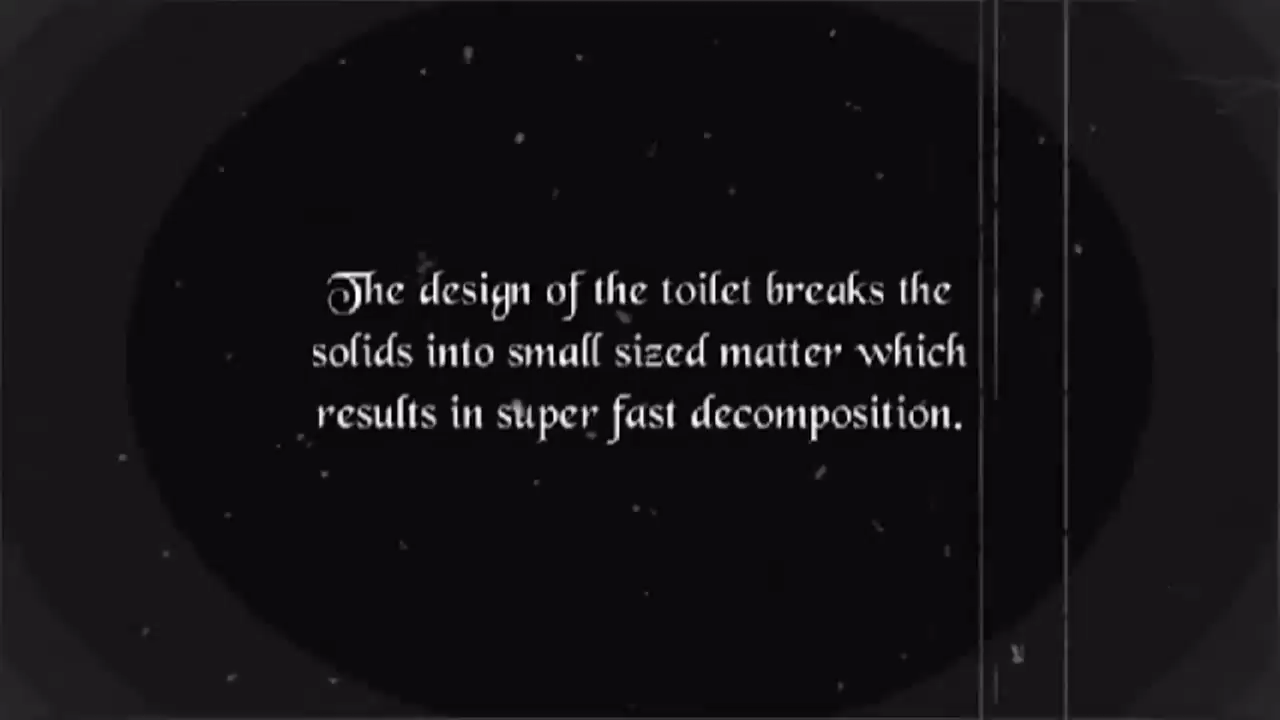 The design of the toilet breaks the
solids into small sized matter which
results in super fast decomposition.